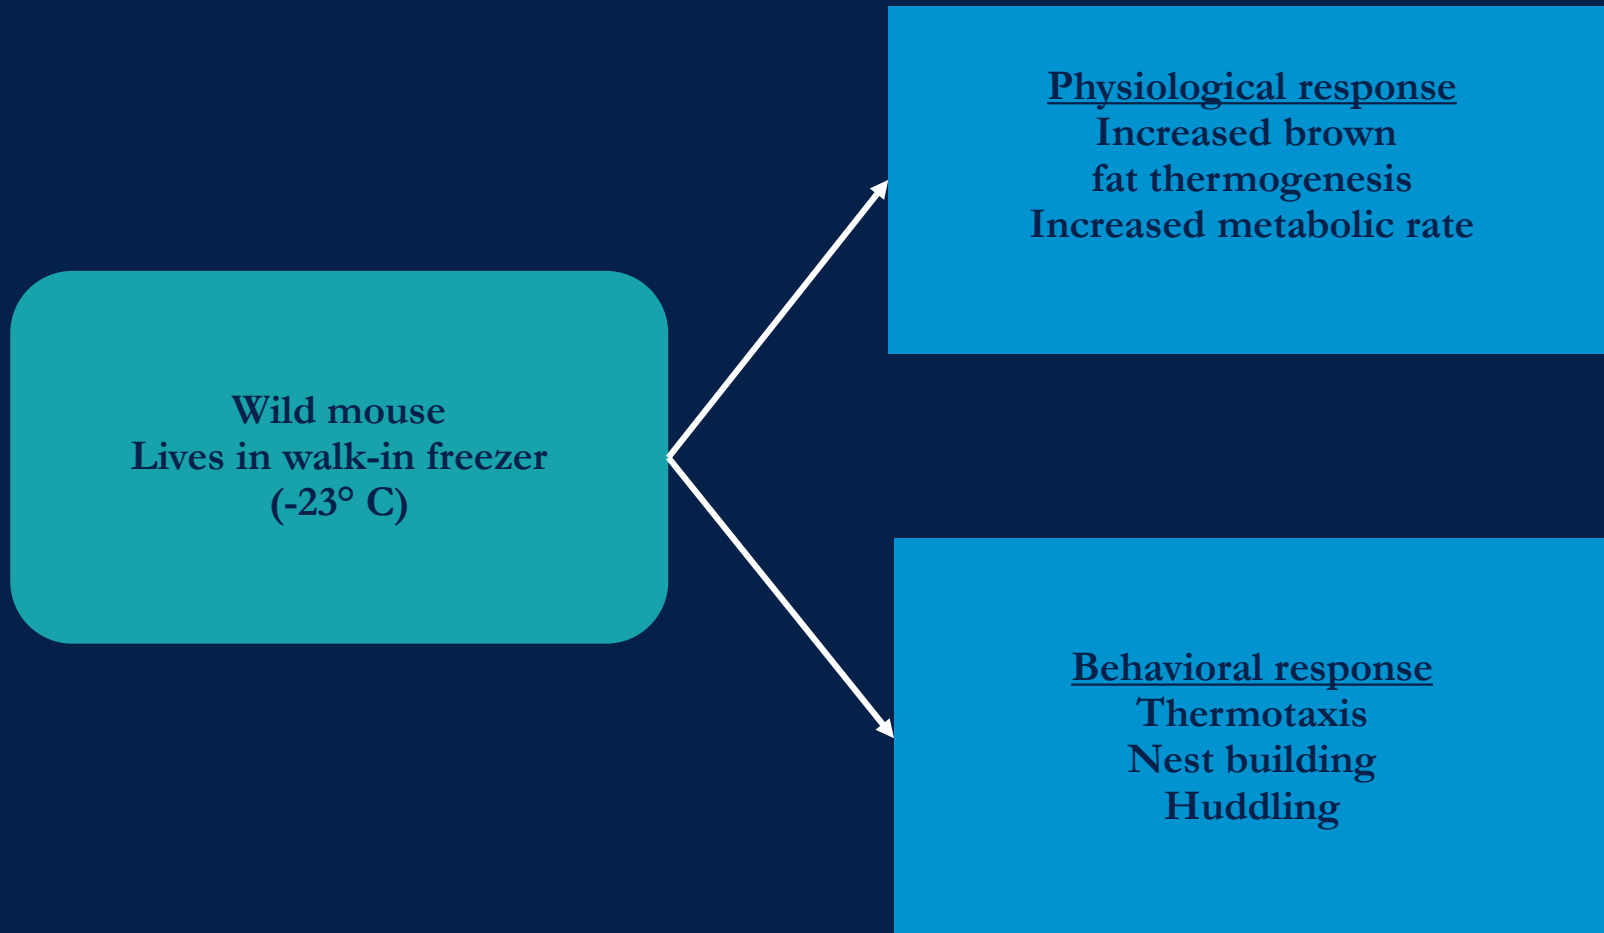 Physiological response
Increased brown
fat thermogenesis
Increased metabolic rate
Wild mouse
Lives in walk-in freezer
(-23° C)
Behavioral response
Thermotaxis
Nest building
Huddling